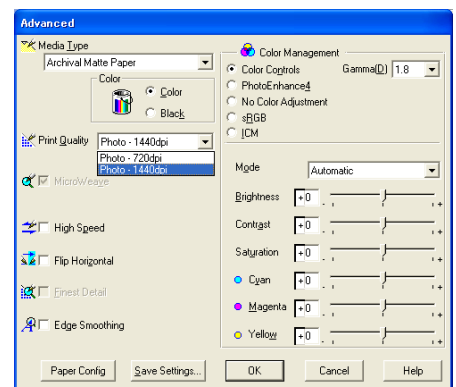 Advanced
Media Type
Archival Matte Paper
Color
Color
Black
Print Quality
Photo - 1440dpi
Photo - 720dpi
Photo - 1440dpi
MicroWeave
High Speed
Flip Horizontal
Finest Detail
Edge Smoothing
Color Management
Color Controls
Gamma(D)
1.8
PhotoEnhance4
No Color Adjustment
sRGB
ICM
Mode
Automatic
Brightness
+0
- +
Contrast
+0
- +
Saturation
+0
- +
Cyan
+0
- +
Magenta
+0
- +
Yellow
+0
- +
Paper Config
Save Settings...
OK
Cancel
Help